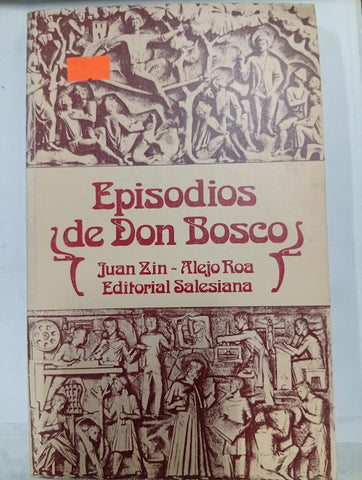 Episodios
de Don Bosco
Juan Zin - Alejo Roa
Editorial Salesiana